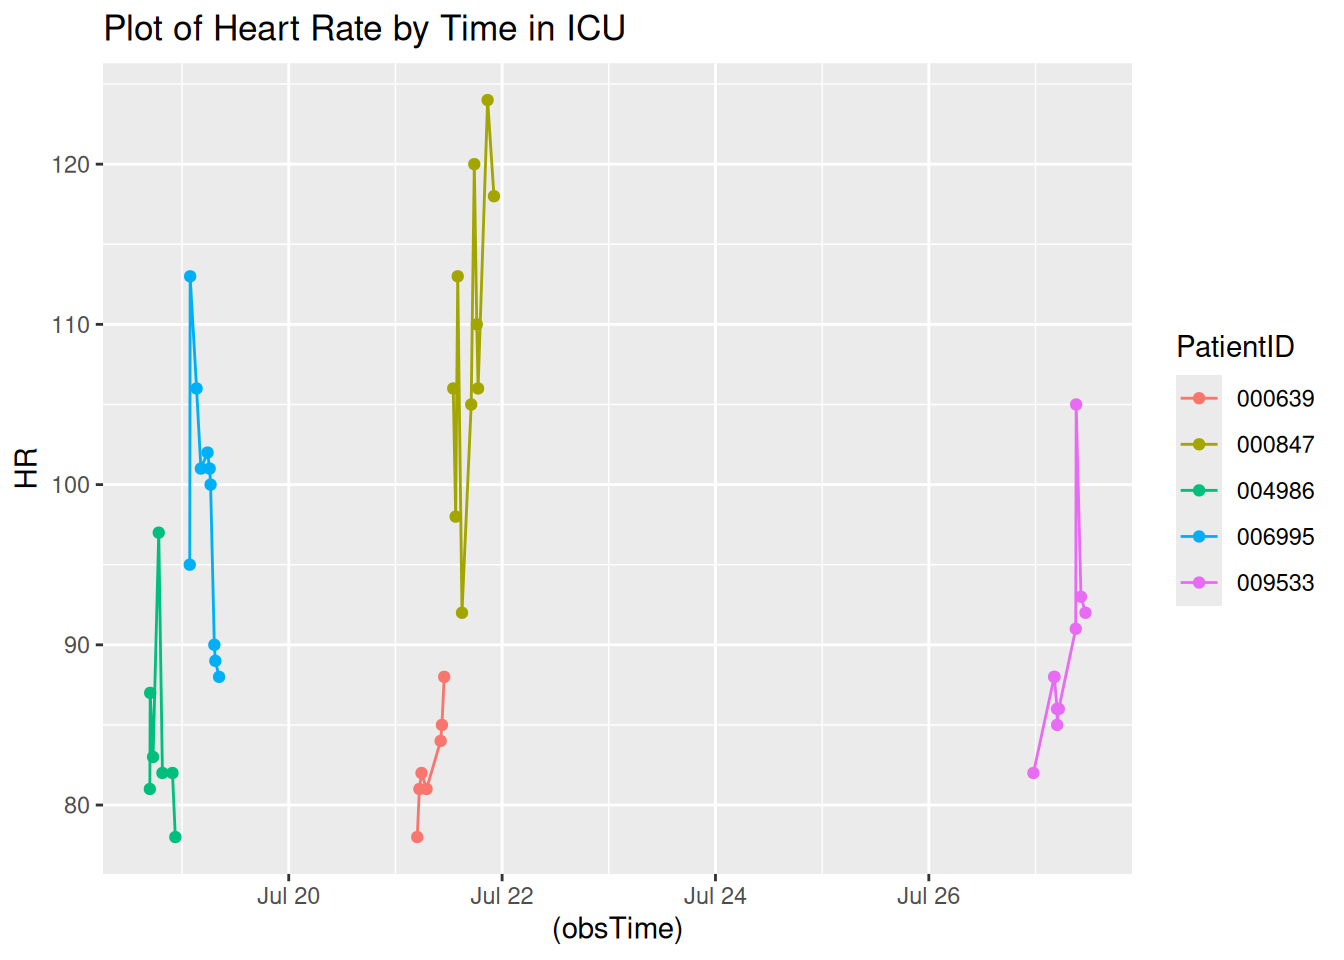 Plot of Heart Rate by Time in ICU
120
110
100
90
80
HR
Jul 20
Jul 22
Jul 24
Jul 26
(obsTime)
PatientID
000639
000847
004986
006995
009533